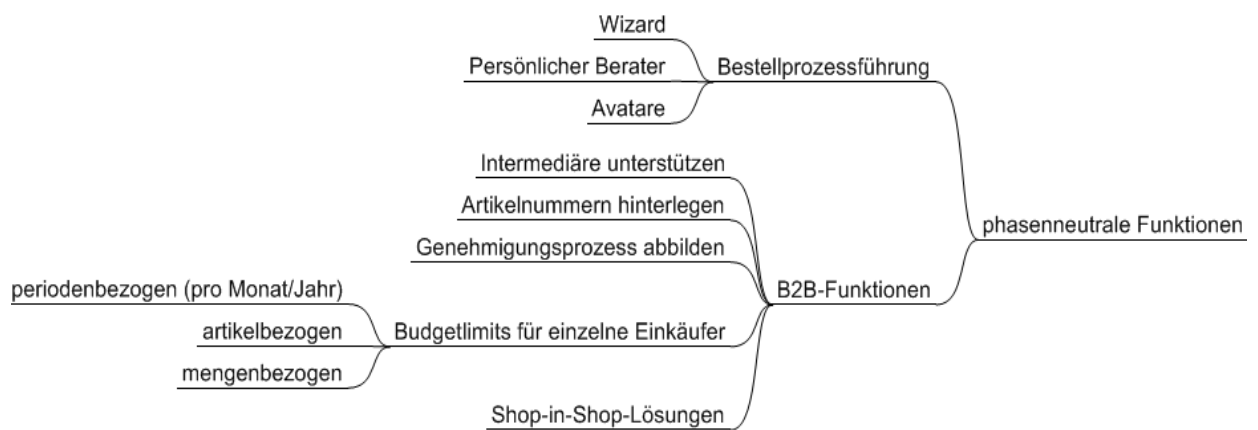 Wizard
Persönlicher Berater
Bestellprozessführung
Avatare
Intermediäre unterstützen
Artikelnummern hinterlegen
phasenneutrale Funktionen
Genehmigungsprozess abbilden
periodenbezogen (pro Monat/Jahr)
B2B-Funktionen
artikelbezogen
Budgetlimits für einzelne Einkäufer
mengenbezogen
Shop-in-Shop-Lösungen